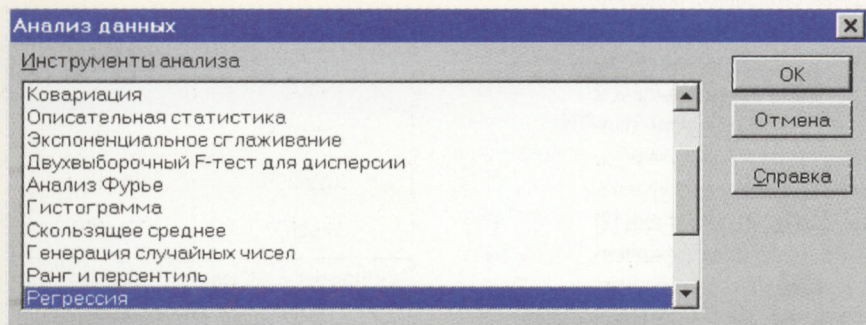 Анализ данных
Инструменты анализа
Ковариация
Описательная статистика
Экспоненциальное сглаживание
Двухвыборочный F-тест для дисперсии
Анализ Фурье
Гистограмма
Скользящее среднее
Генерация случайных чисел
Ранг и персентиль
Регрессия
OK
Отмена
Справка